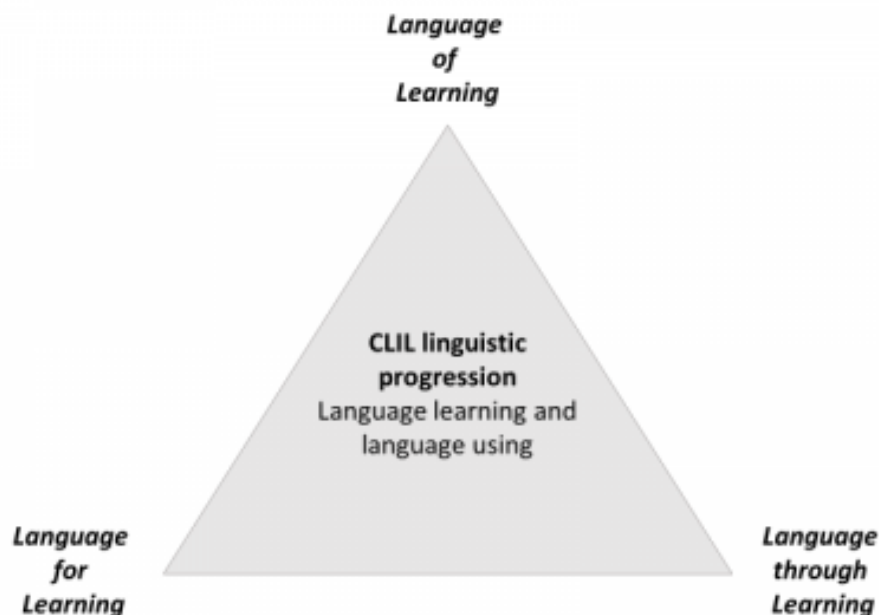 Language
of
Learning
CLIL linguistic
progression
Language learning and
language using
Language
for
Learning
Language
through
Learning